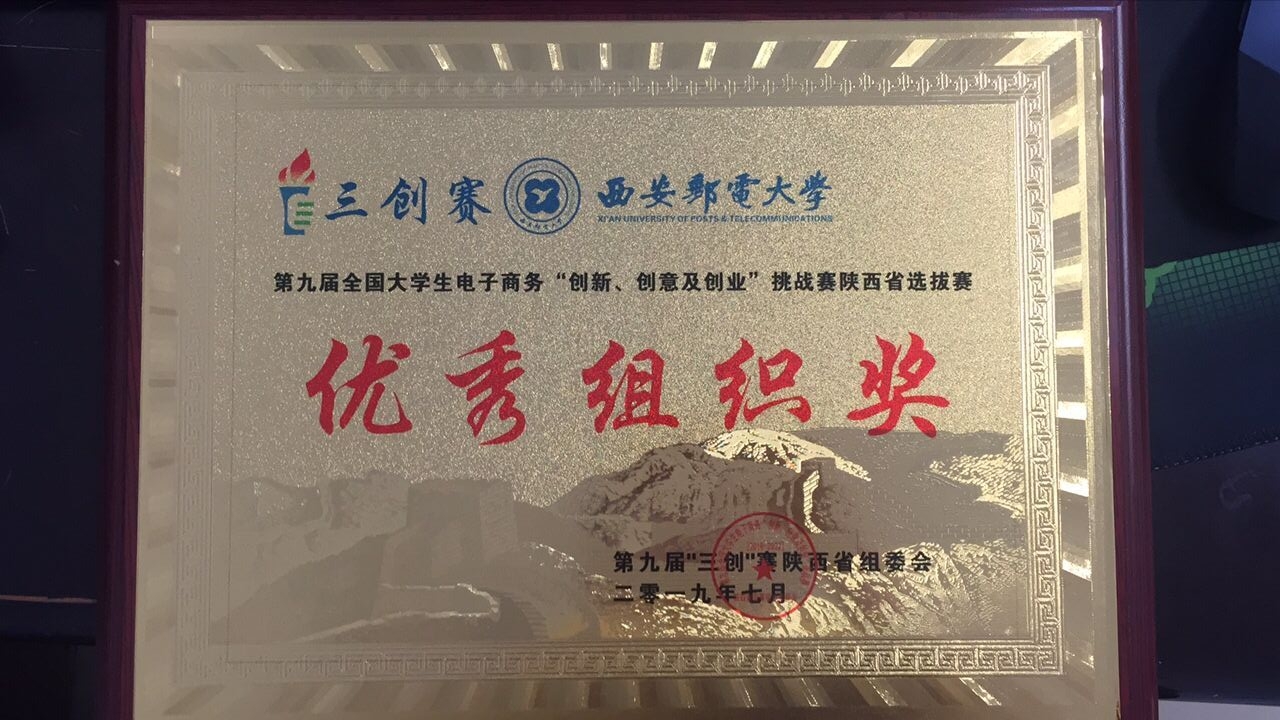 三创赛 西安郵電大学
XI'AN UNIVERSITY OF POSTS & TELECOMMUNICATIONS
第九届全国大学生电子商务“创新、创意及创业”挑战赛陕西省选拔赛
优秀组织奖
第九届"三创"赛陕西省组委会
二零一九年七月